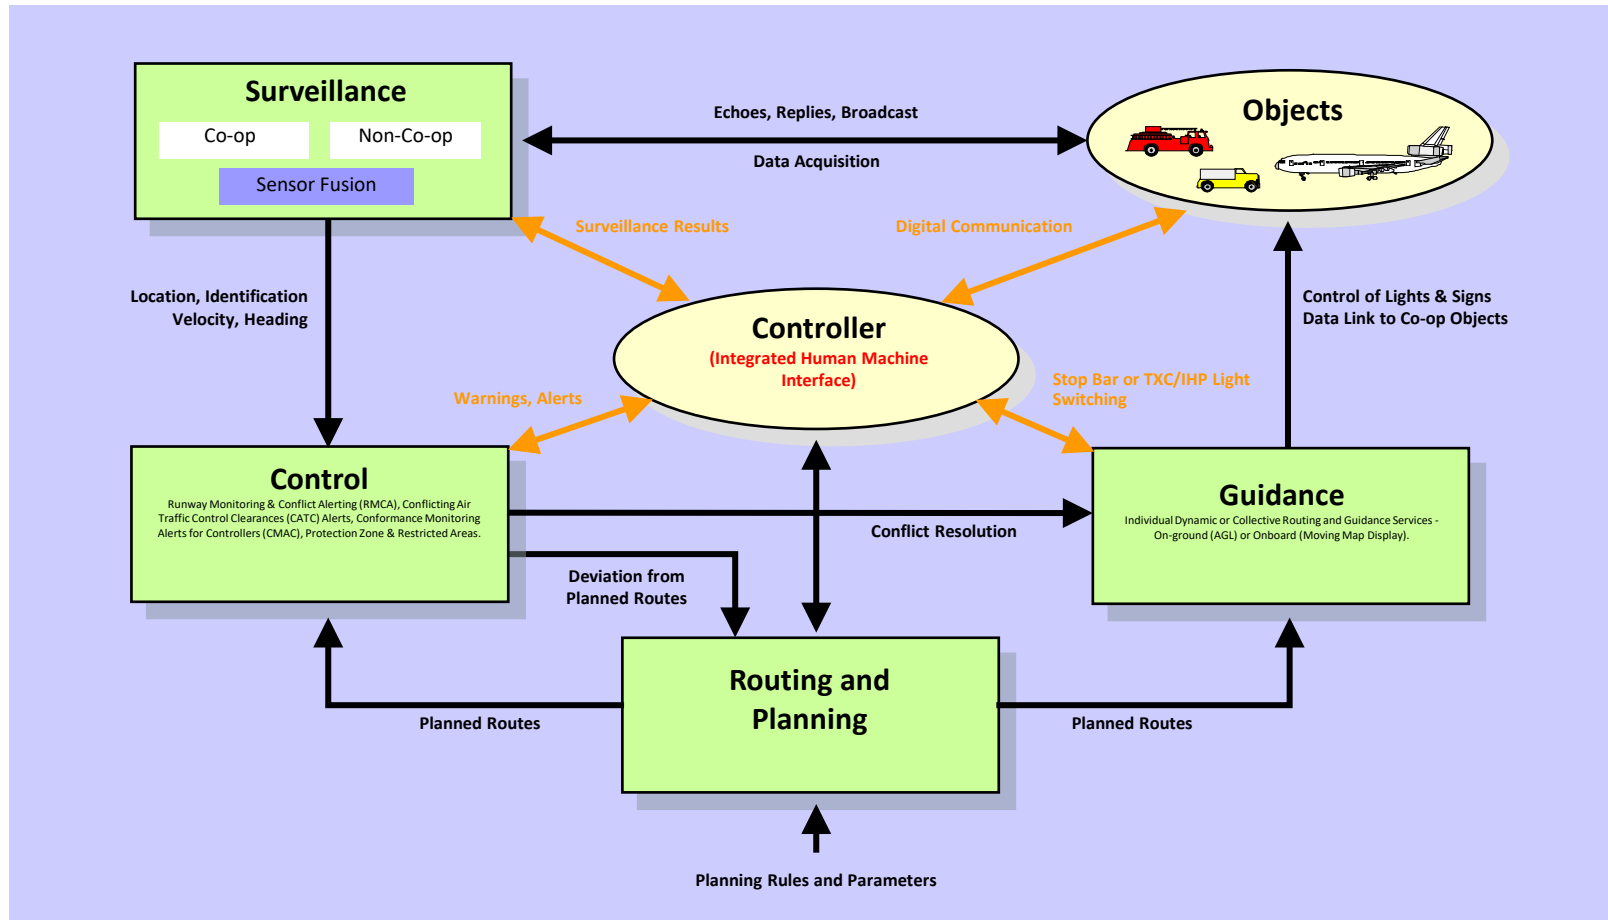 Surveillance
Co-op
Non-Co-op
Sensor Fusion
Echoes, Replies, Broadcast
Data Acquisition
Objects
Surveillance Results
Digital Communication
Location, Identification
Velocity, Heading
Controller
(Integrated Human Machine
Interface)
Control of Lights & Signs
Data Link to Co-op Objects
Warnings, Alerts
Stop Bar or TXC/IHP Light
Switching
Control
Runway Monitoring & Conflict Alerting (RMCA), Conflicting Air
Traffic Control Clearances (CATC) Alerts, Conformance Monitoring
Alerts for Controllers (CMAC), Protection Zone & Restricted Areas.
Guidance
Individual Dynamic or Collective Routing and Guidance Services -
On-ground (AGL) or Onboard (Moving Map Display).
Conflict Resolution
Deviation from
Planned Routes
Routing and
Planning
Planned Routes
Planned Routes
Planning Rules and Parameters